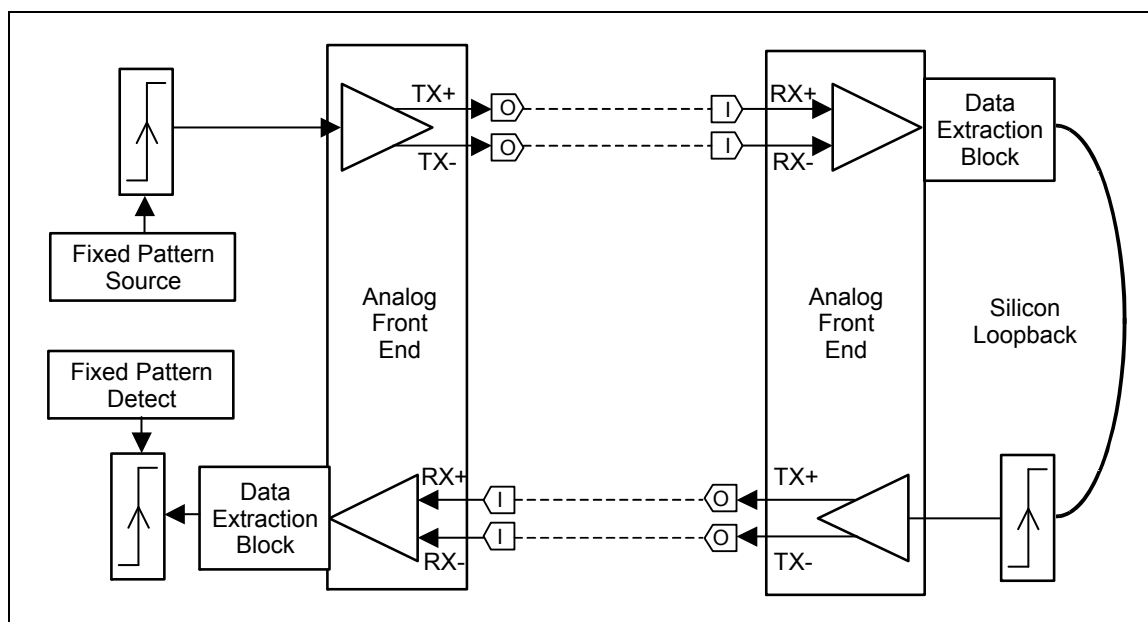 TX+
O
I
RX+
Data
Extraction
Block
TX-
O
I
RX-
Fixed Pattern
Source
Analog
Front
End
Analog
Front
End
Silicon
Loopback
Fixed Pattern
Detect
Data
Extraction
Block
RX+
I
O
TX+
RX-
I
O
TX-